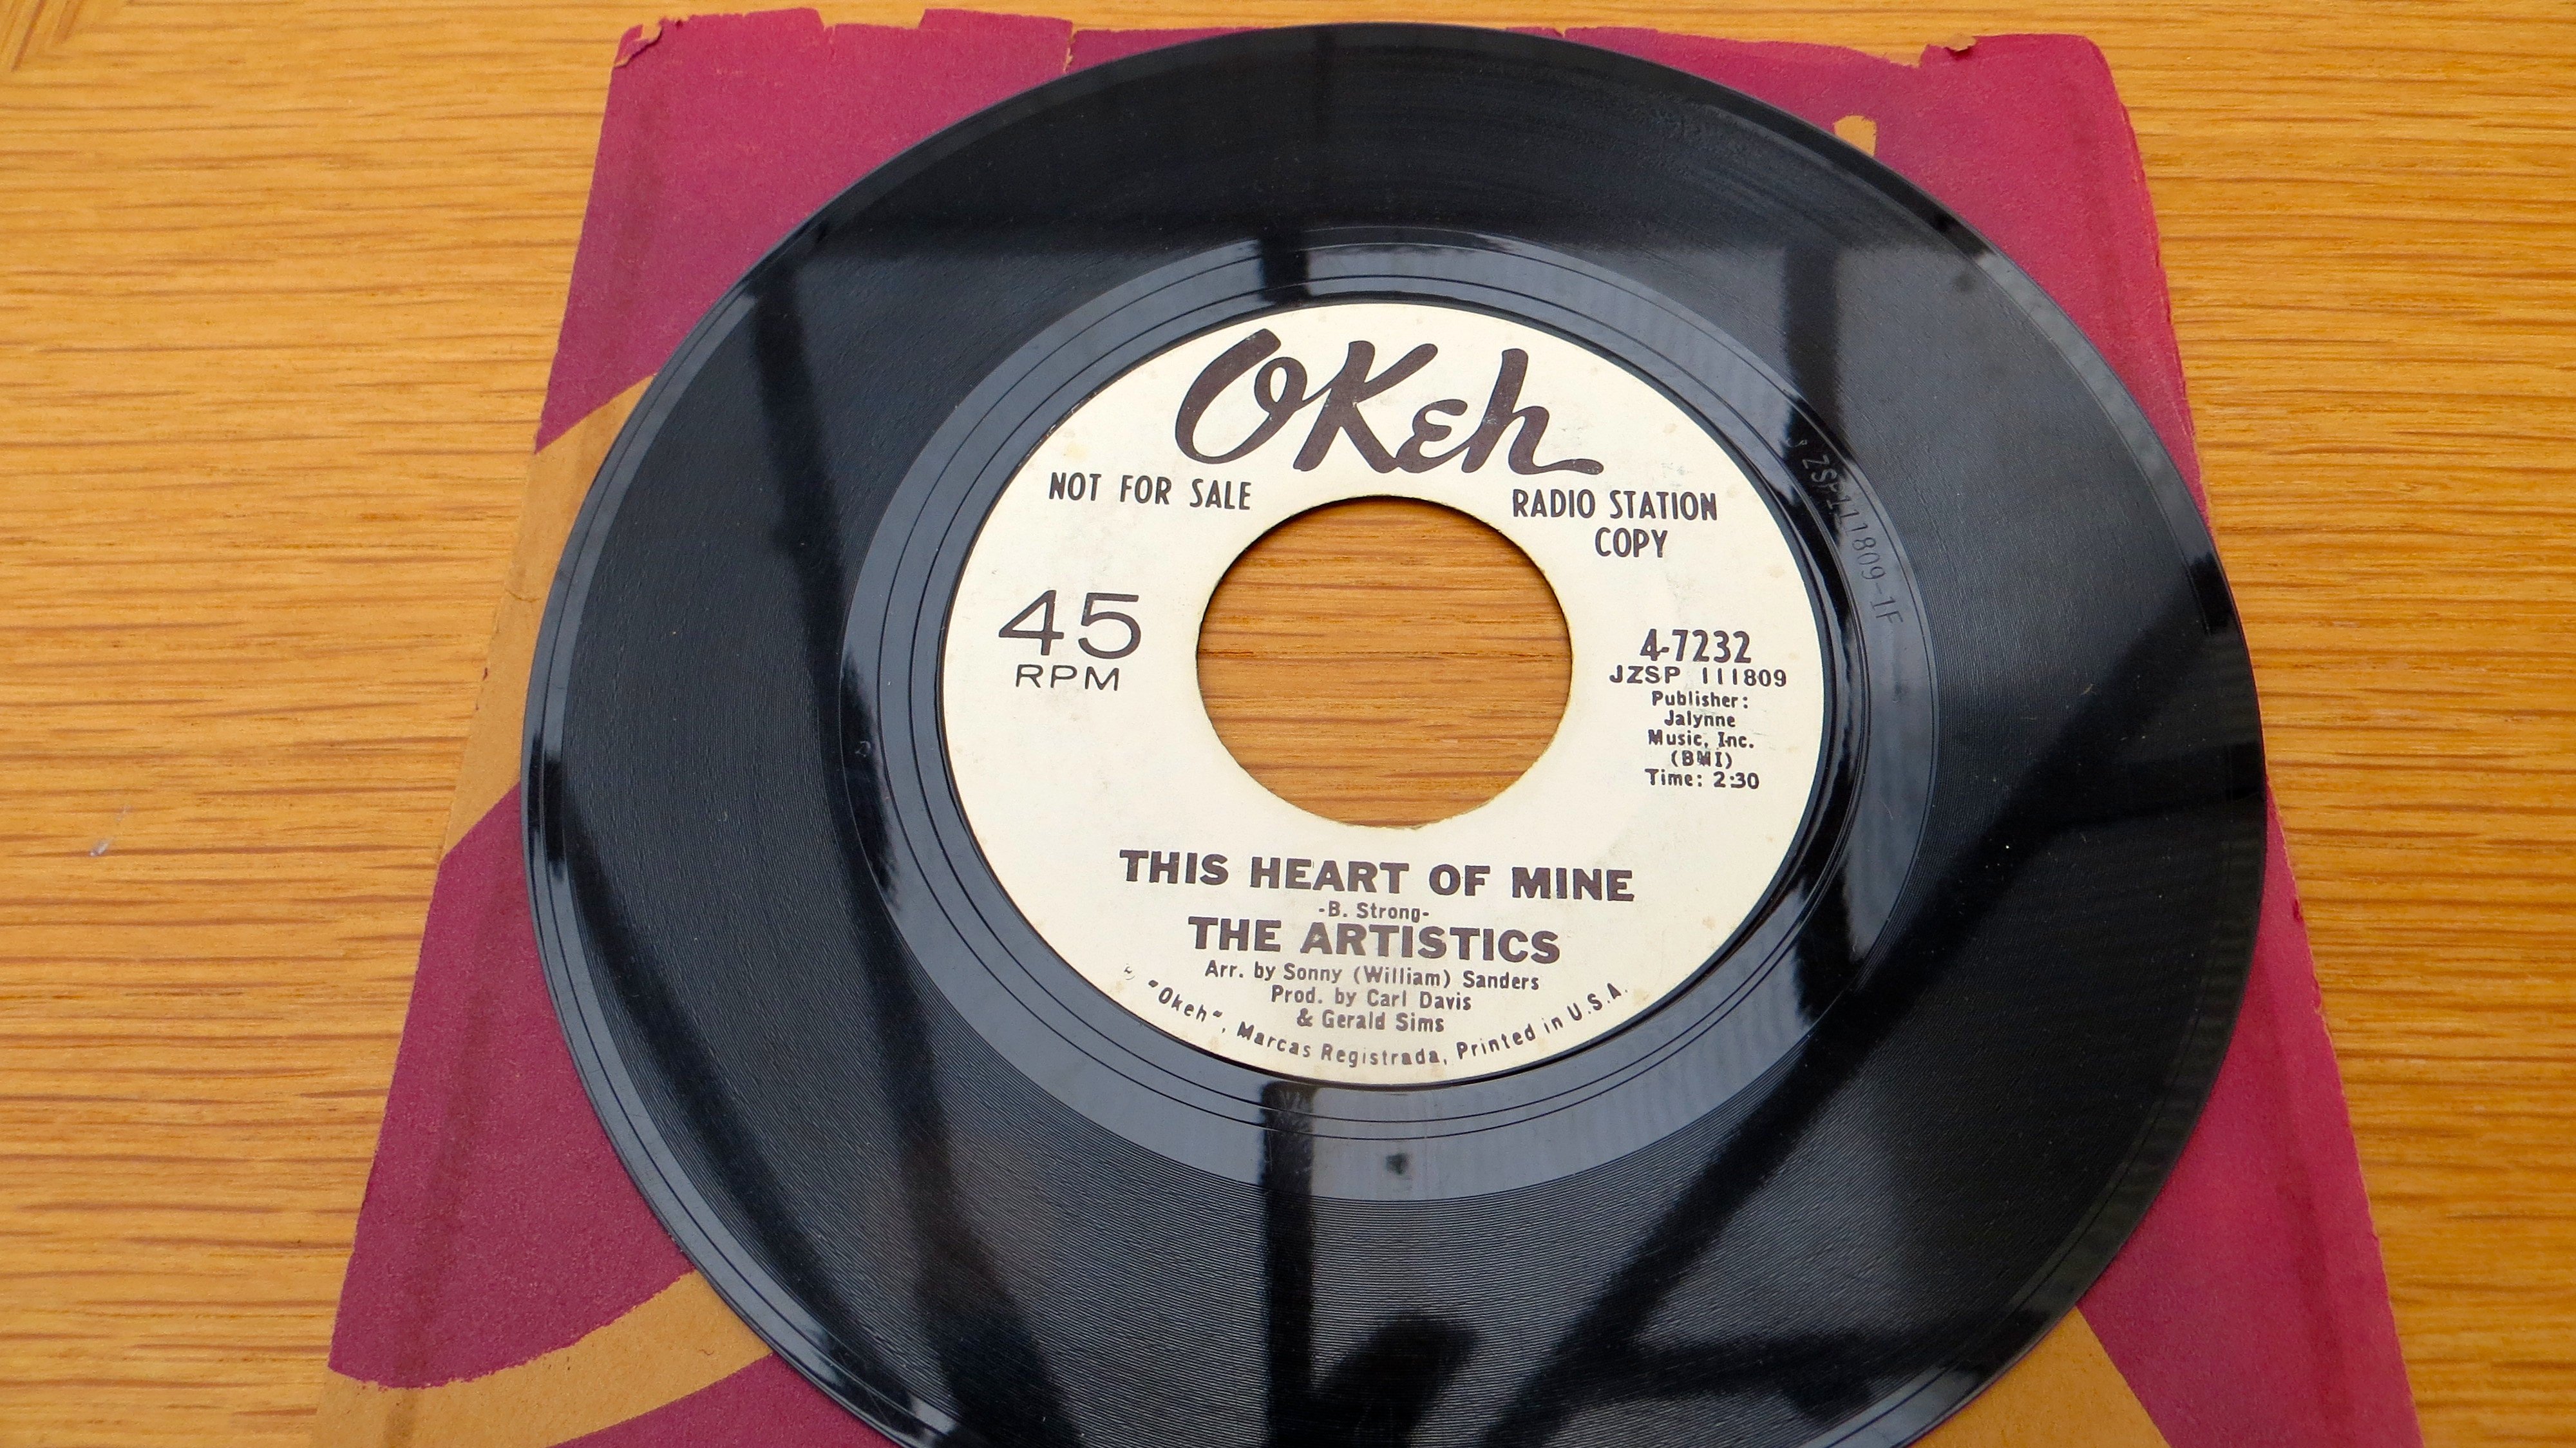 OKeh
NOT FOR SALE
RADIO STATION
COPY
45
RPM
4-7232
JZSP 111809
Publisher:
Jalynne
Music, Inc.
(BMI)
Time: 2:30
THIS HEART OF MINE
-B. Strong-
THE ARTISTICS
Arr. by Sonny (William) Sanders
Prod. by Carl Davis
& Gerald Sims
"Okeh", Marcas Registrada, Printed in U.S.A.
JZSP111809-1F